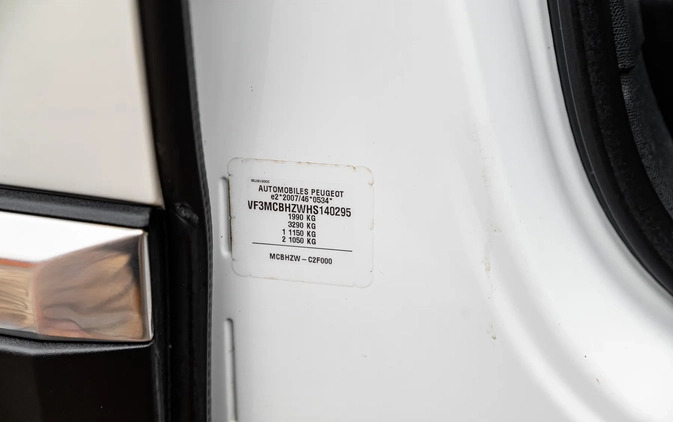 AUTOMOBILES PEUGEOT
e2*2007/46*0534*
VF3MCBHZWHS140295
1990 KG
3290 KG
1 1150 KG
2 1050 KG
MCBHZW-C2F000